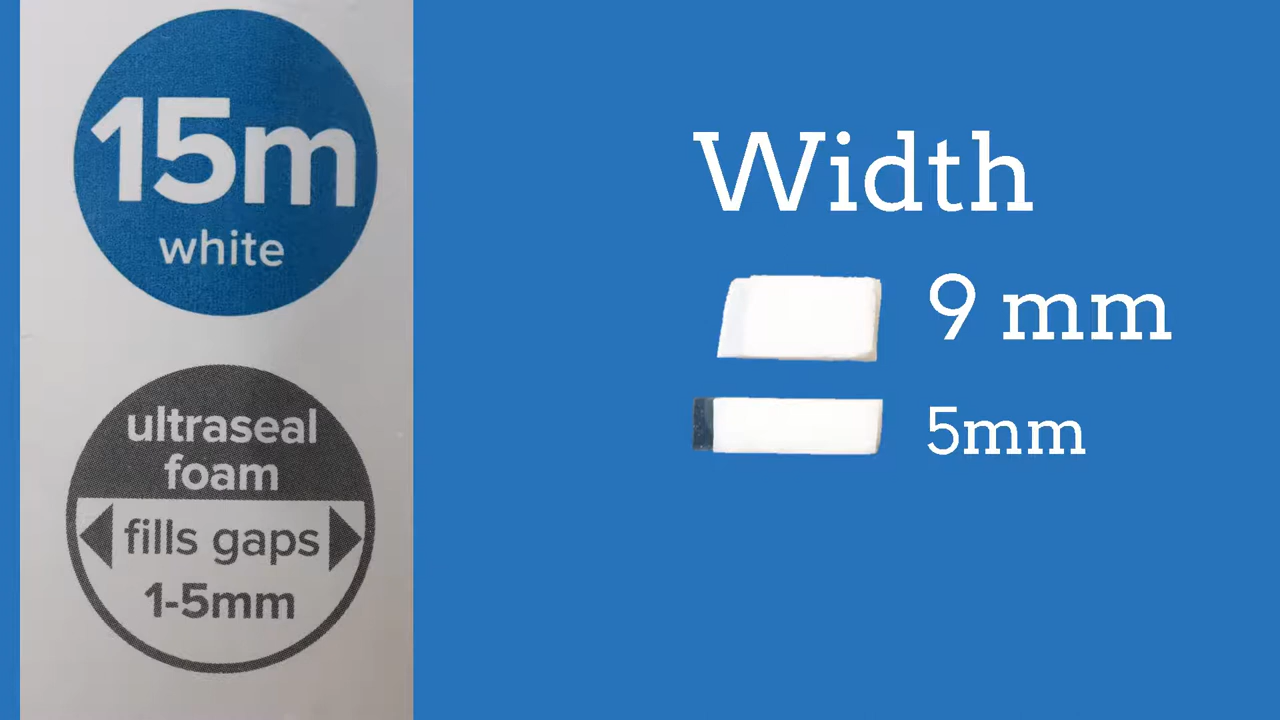 15m
white
ultraseal
foam
fills gaps
1-5mm
Width
9 mm
5mm